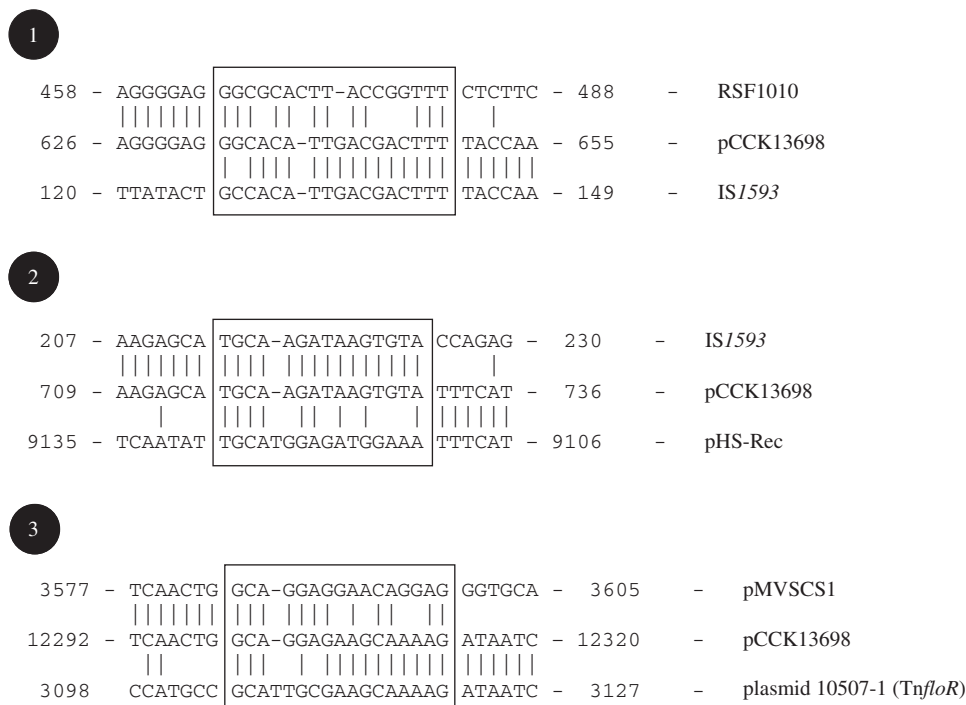 1
458 - AGGGGAG GGCGCACTT-ACCGGTTT CTCTTC - 488 - RSF1010
||||||| ||| || || || ||| |
626 - AGGGGAG GGCACA-TTGACGACTTT TACCAA - 655 - pCCK13698
| |||| ||||||||||| ||||||
120 - TTATACT GCCACA-TTGACGACTTT TACCAA - 149 - IS1593
2
207 - AAGAGCA TGCA-AGATAAGTGTA CCAGAG - 230 - IS1593
||||||| |||| ||||||||||| |
709 - AAGAGCA TGCA-AGATAAGTGTA TTTCAT - 736 - pCCK13698
| |||| || | | | ||||||
9135 - TCAATAT TGCATGGAGATGGAAA TTTCAT - 9106 - pHS-Rec
3
3577 - TCAACTG GCA-GGAGGAACAGGAG GGTGCA - 3605 - pMVSCS1
||||||| ||| |||| | || ||
12292 - TCAACTG GCA-GGAGAAGCAAAAG ATAATC - 12320 - pCCK13698
|| ||| | |||||||||| ||||||
3098 CCATGCC GCATTGCGAAGCAAAAG ATAATC - 3127 - plasmid 10507-1 (TnfloR)